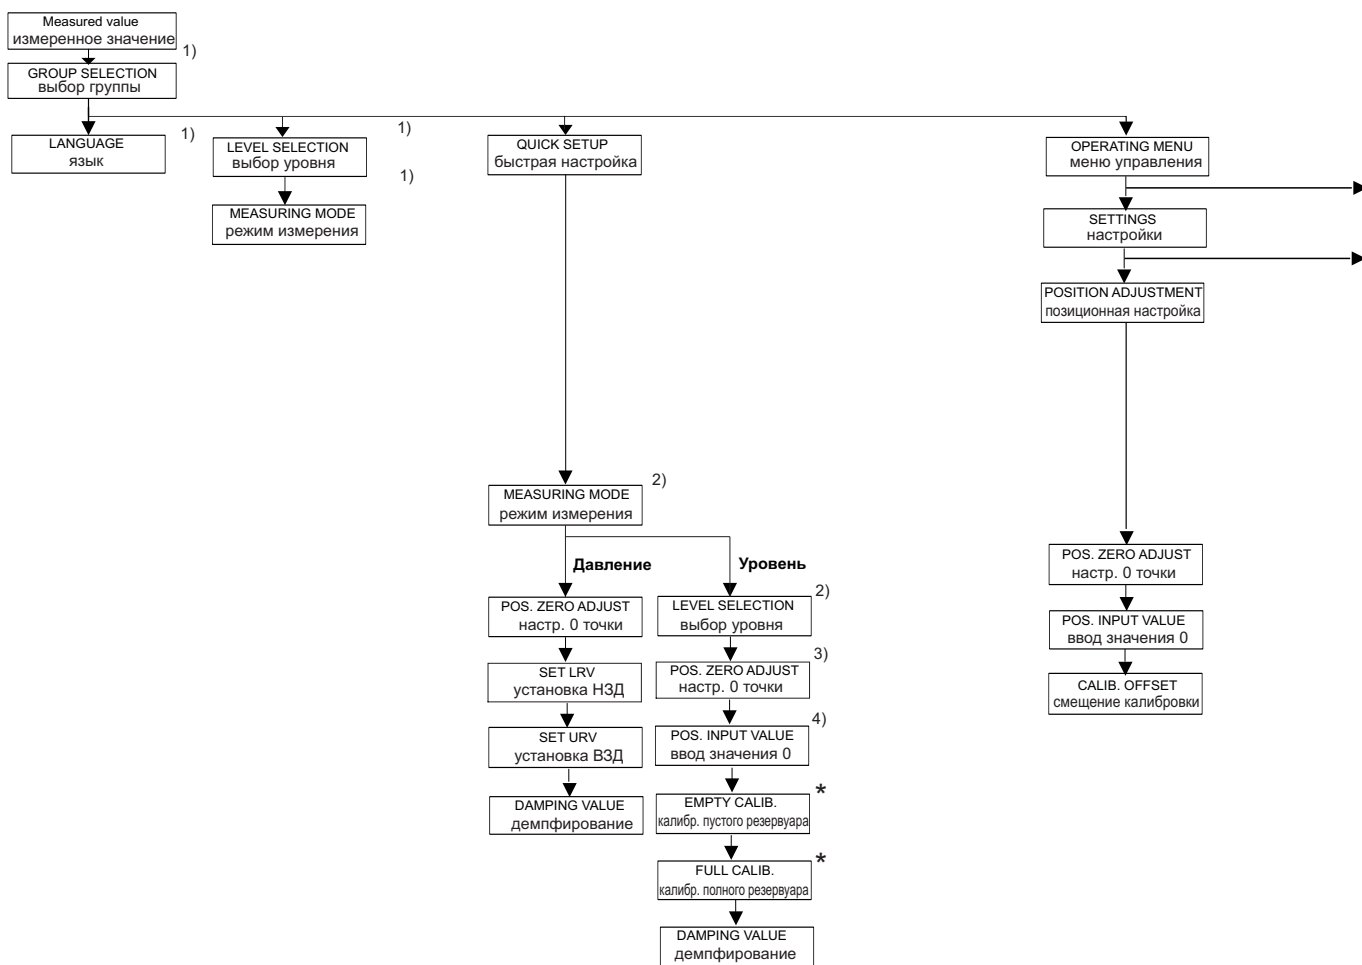 Measured value
измеренное значение
1)
GROUP SELECTION
выбор группы
1)
LANGUAGE
язык
1)
LEVEL SELECTION
выбор уровня
1)
MEASURING MODE
режим измерения
QUICK SETUP
быстрая настройка
OPERATING MENU
меню управления
SETTINGS
настройки
POSITION ADJUSTMENT
позиционная настройка
2)
MEASURING MODE
режим измерения
Давление
Уровень
POS. ZERO ADJUST
настр. 0 точки
SET LRV
установка НЗД
SET URV
установка ВЗД
DAMPING VALUE
демпфирование
2)
LEVEL SELECTION
выбор уровня
3)
POS. ZERO ADJUST
настр. 0 точки
4)
POS. INPUT VALUE
ввод значения 0
*
EMPTY CALIB.
калибр. пустого резервуара
*
FULL CALIB.
калибр. полного резервуара
DAMPING VALUE
демпфирование
POS. ZERO ADJUST
настр. 0 точки
POS. INPUT VALUE
ввод значения 0
CALIB. OFFSET
смещение калибровки